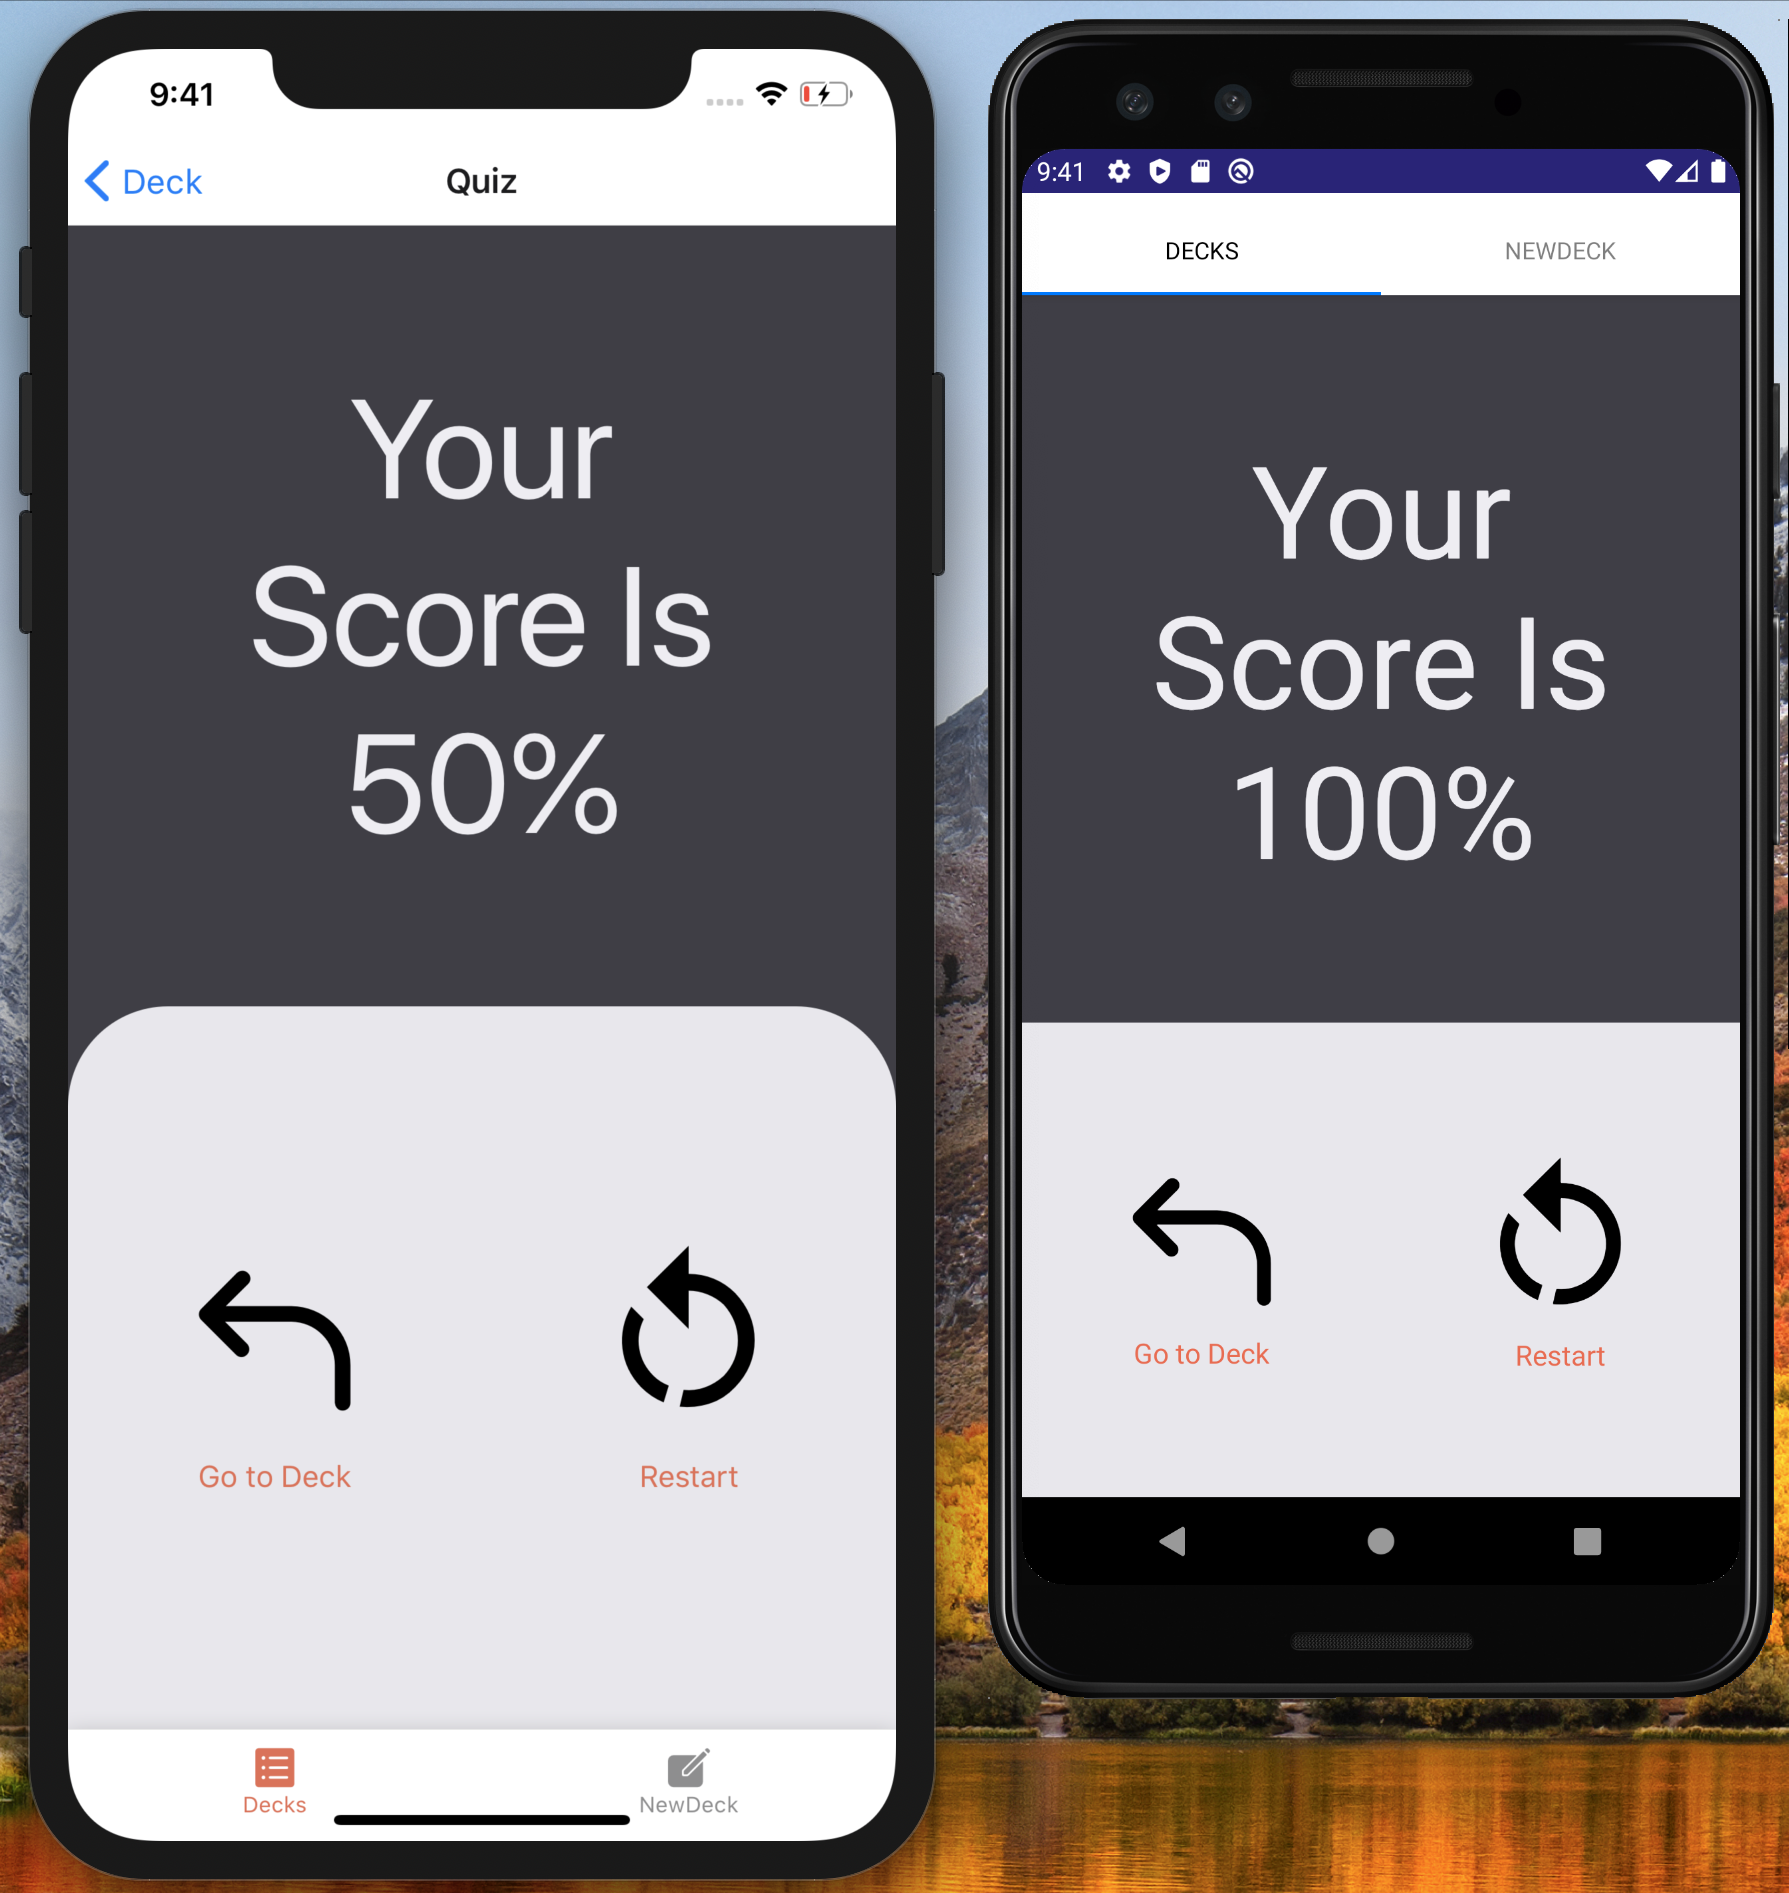 9:41
Deck
Quiz
Your
Score Is
50%
Go to Deck
Restart
Decks
NewDeck
9:41
DECKS
NEWDECK
Your
Score Is
100%
Go to Deck
Restart